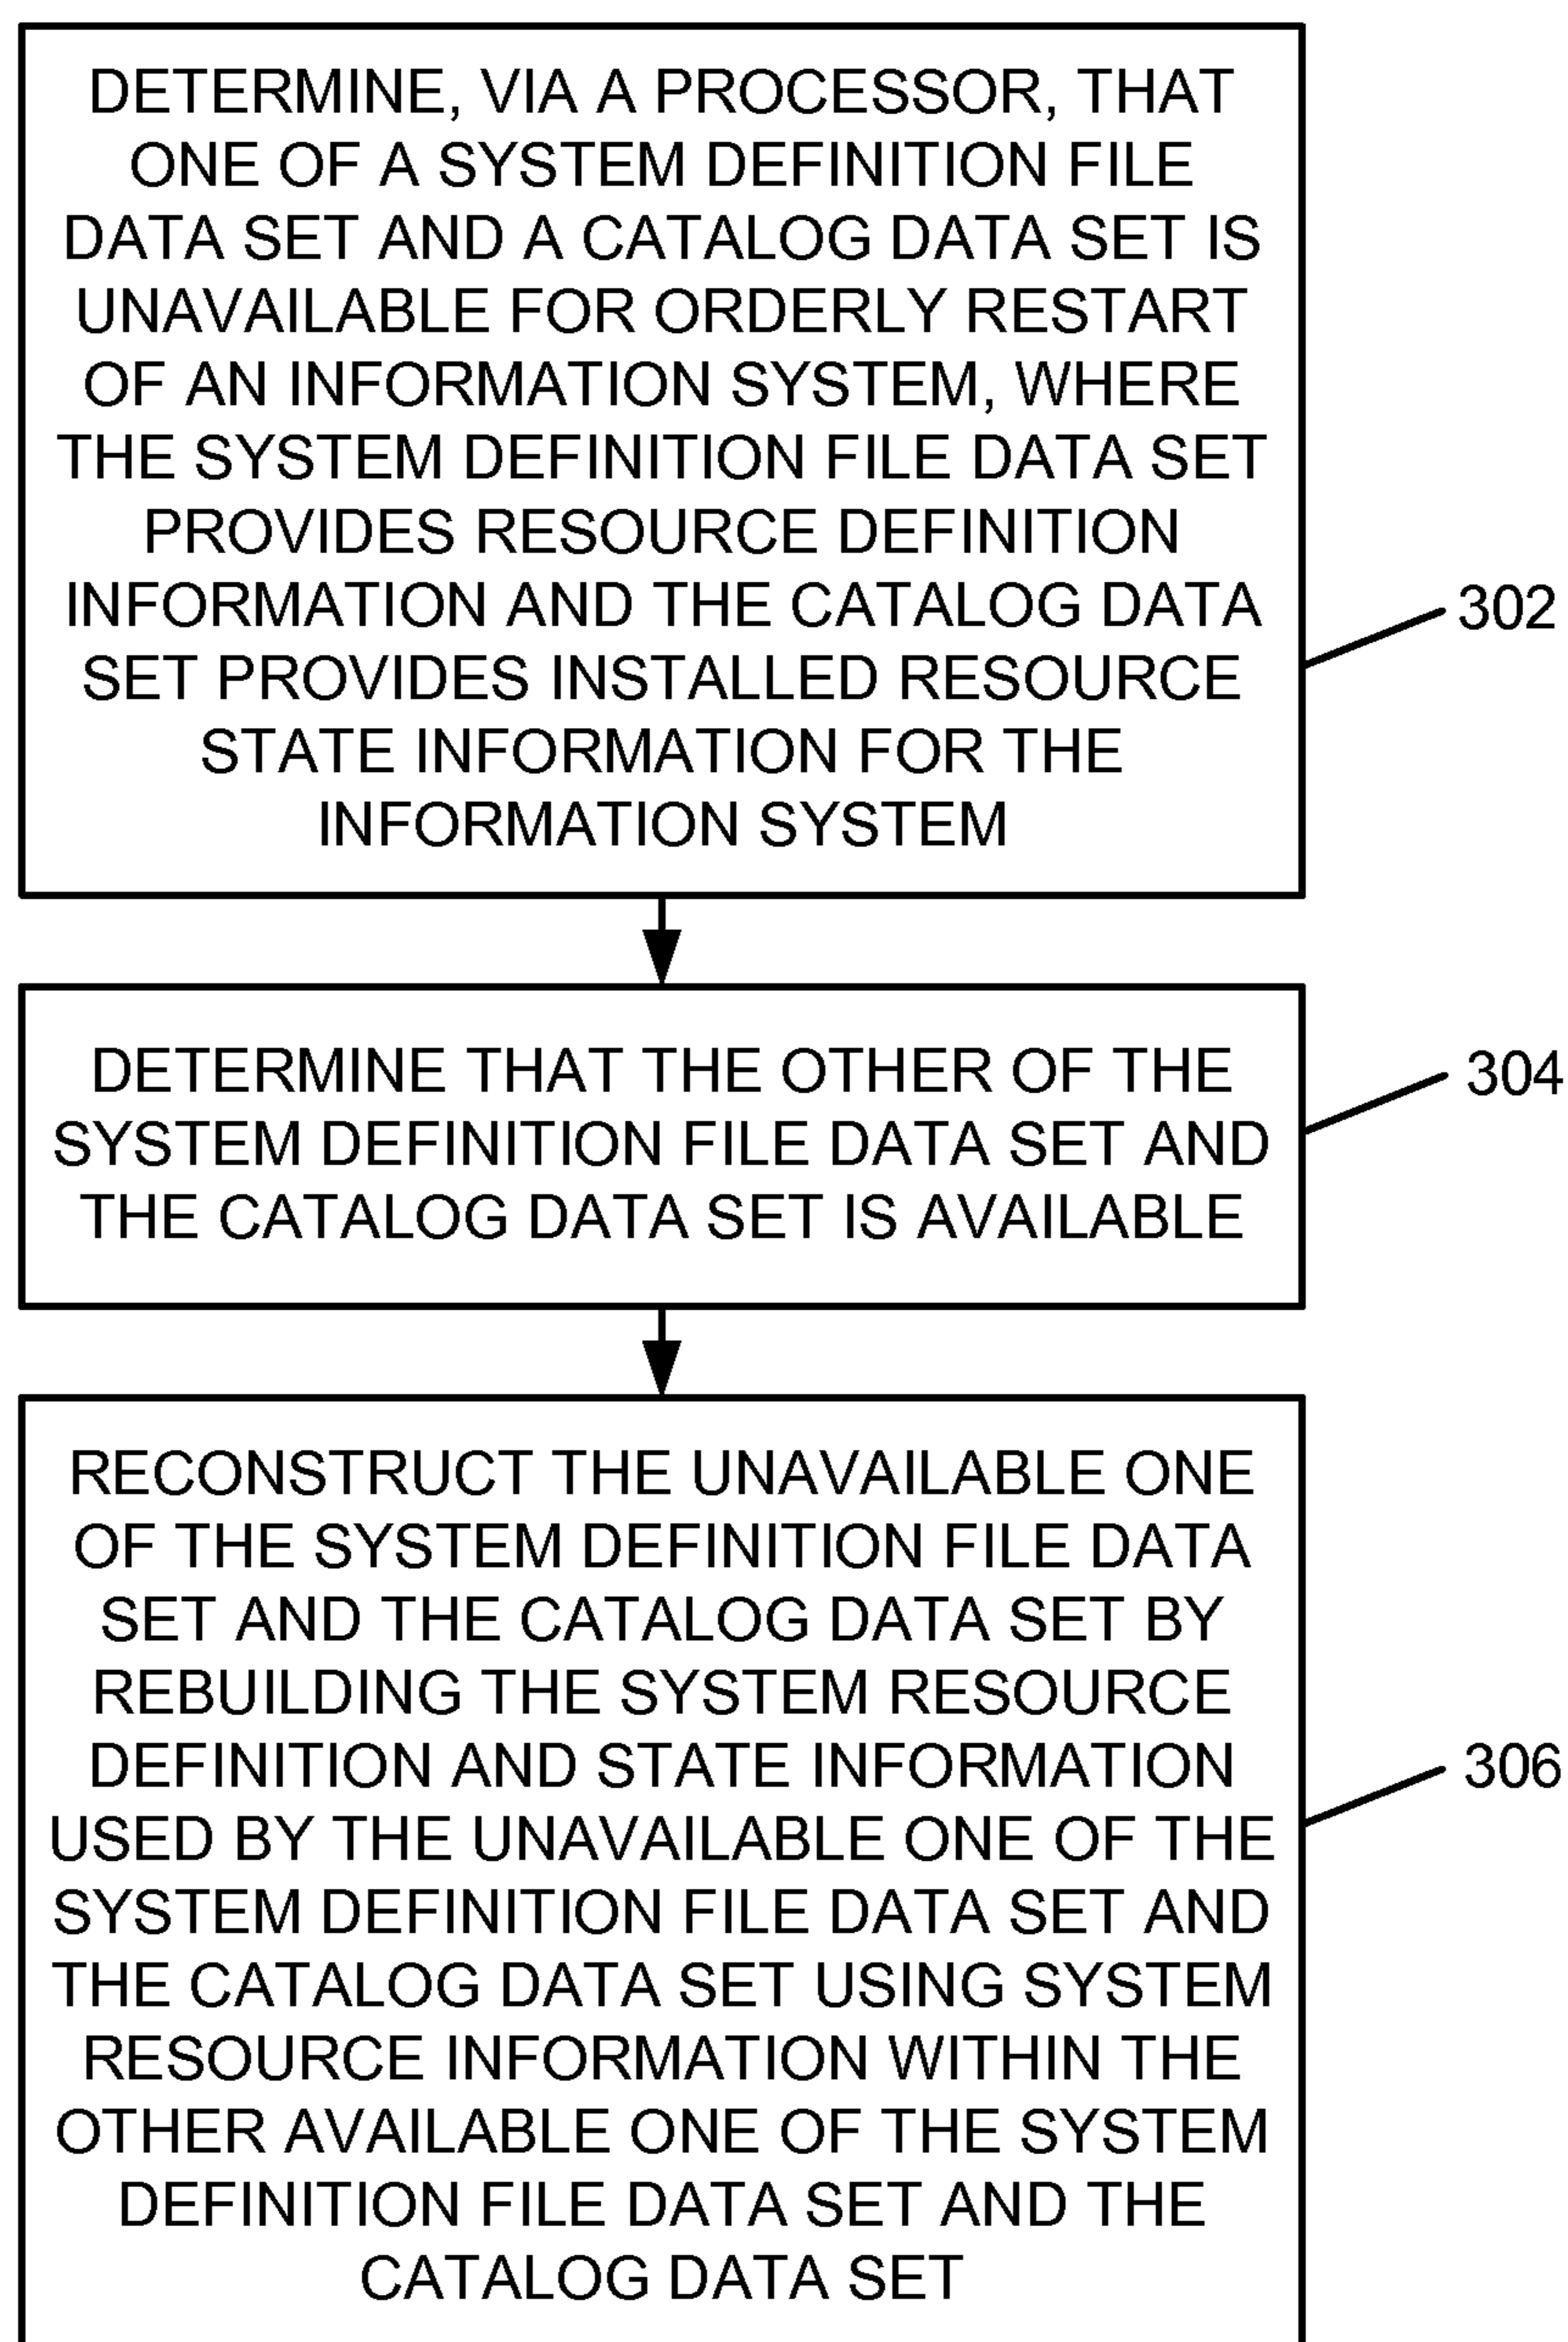 DETERMINE, VIA A PROCESSOR, THAT
ONE OF A SYSTEM DEFINITION FILE
DATA SET AND A CATALOG DATA SET IS
UNAVAILABLE FOR ORDERLY RESTART
OF AN INFORMATION SYSTEM, WHERE
THE SYSTEM DEFINITION FILE DATA SET
PROVIDES RESOURCE DEFINITION
INFORMATION AND THE CATALOG DATA
SET PROVIDES INSTALLED RESOURCE
STATE INFORMATION FOR THE
INFORMATION SYSTEM
302
DETERMINE THAT THE OTHER OF THE
SYSTEM DEFINITION FILE DATA SET AND
THE CATALOG DATA SET IS AVAILABLE
304
RECONSTRUCT THE UNAVAILABLE ONE
OF THE SYSTEM DEFINITION FILE DATA
SET AND THE CATALOG DATA SET BY
REBUILDING THE SYSTEM RESOURCE
DEFINITION AND STATE INFORMATION
USED BY THE UNAVAILABLE ONE OF THE
SYSTEM DEFINITION FILE DATA SET AND
THE CATALOG DATA SET USING SYSTEM
RESOURCE INFORMATION WITHIN THE
OTHER AVAILABLE ONE OF THE SYSTEM
DEFINITION FILE DATA SET AND THE
CATALOG DATA SET
306